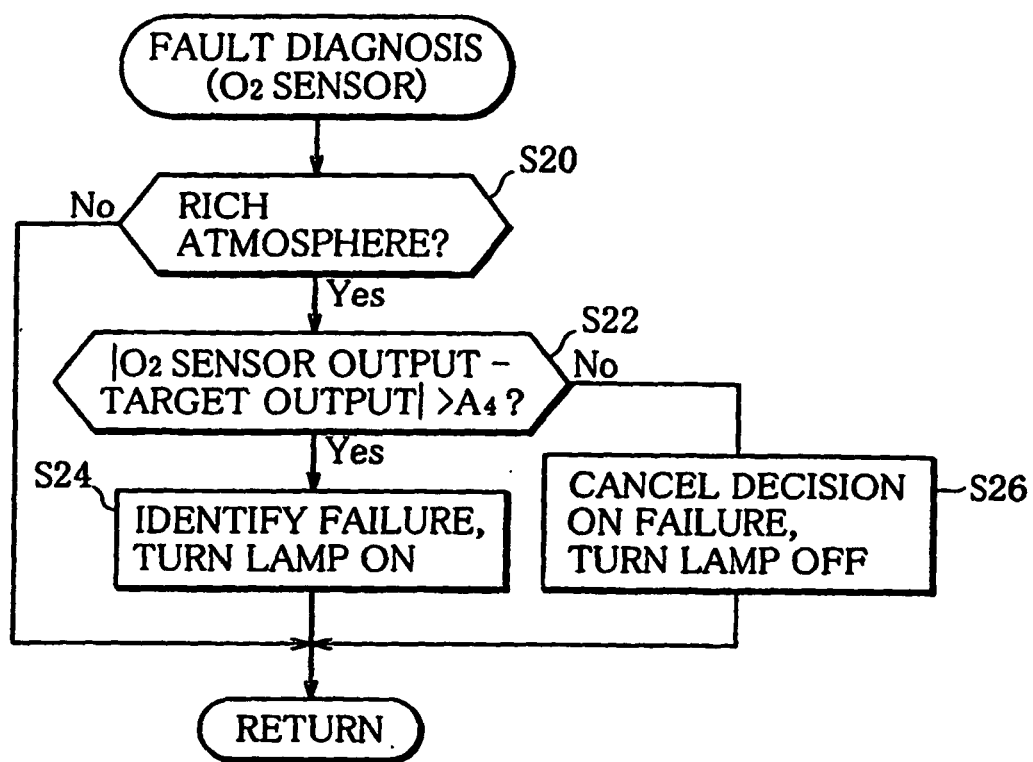 FAULT DIAGNOSIS
(O2 SENSOR)
S20
No
RICH
ATMOSPHERE?
Yes
S22
|O2 SENSOR OUTPUT –
TARGET OUTPUT| >A4 ?
No
Yes
S24
IDENTIFY FAILURE,
TURN LAMP ON
CANCEL DECISION
ON FAILURE,
TURN LAMP OFF
S26
RETURN